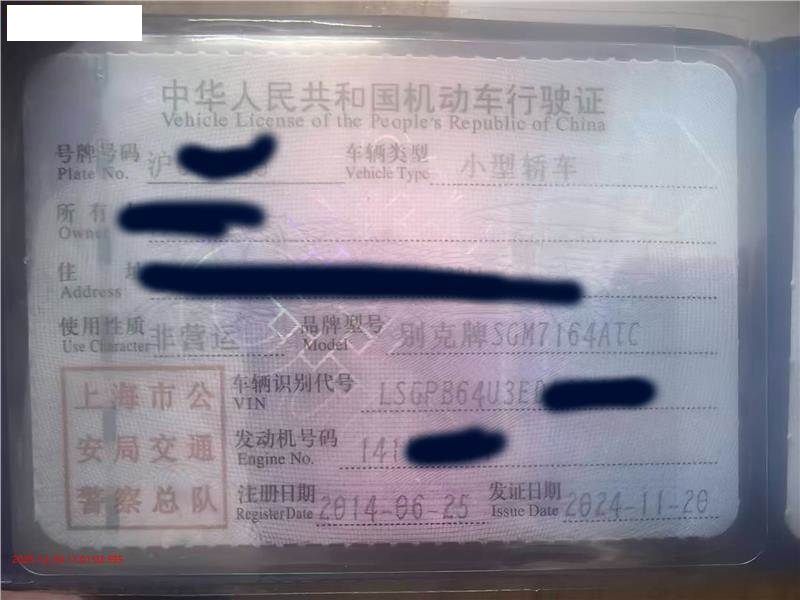 中华人民共和国机动车行驶证
Vehicle License of the People's Republic of China
号牌号码 沪 车辆类型 小型轿车
Plate No. Vehicle Type
所有
Owner
住 址
Address
使用性质 非营运 品牌型号 别克牌SGM7164ATC
Use Character Model
车辆识别代号 LSGPB64U3E
VIN
发动机号码 141
Engine No.
注册日期 2014-06-25 发证日期 2024-11-20
Register Date Issue Date
上海市公
安局交通
警察总队